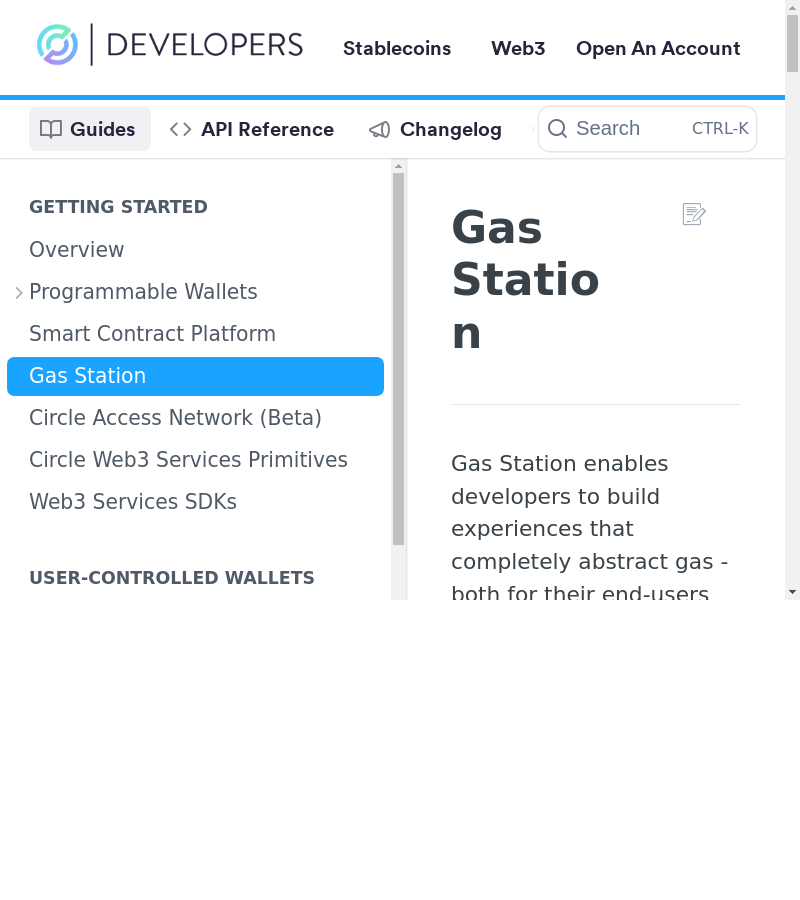 DEVELOPERS
Stablecoins Web3 Open An Account
Guides API Reference Changelog Search CTRL-K
GETTING STARTED
Overview
Programmable Wallets
Smart Contract Platform
Gas Station
Circle Access Network (Beta)
Circle Web3 Services Primitives
Web3 Services SDKs
USER-CONTROLLED WALLETS
Gas
Statio
n
Gas Station enables
developers to build
experiences that
completely abstract gas -
both for their end-users